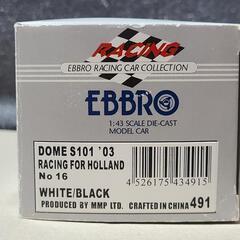 RACING
EBBRO RACING CAR COLLECTION
EBBRO
1:43 SCALE DIE-CAST
MODEL CAR
DOME S101 '03
RACING FOR HOLLAND
No 16
WHITE/BLACK
4 526175 434915
PRODUCED BY MMP LTD. CRAFTED IN CHINA 491